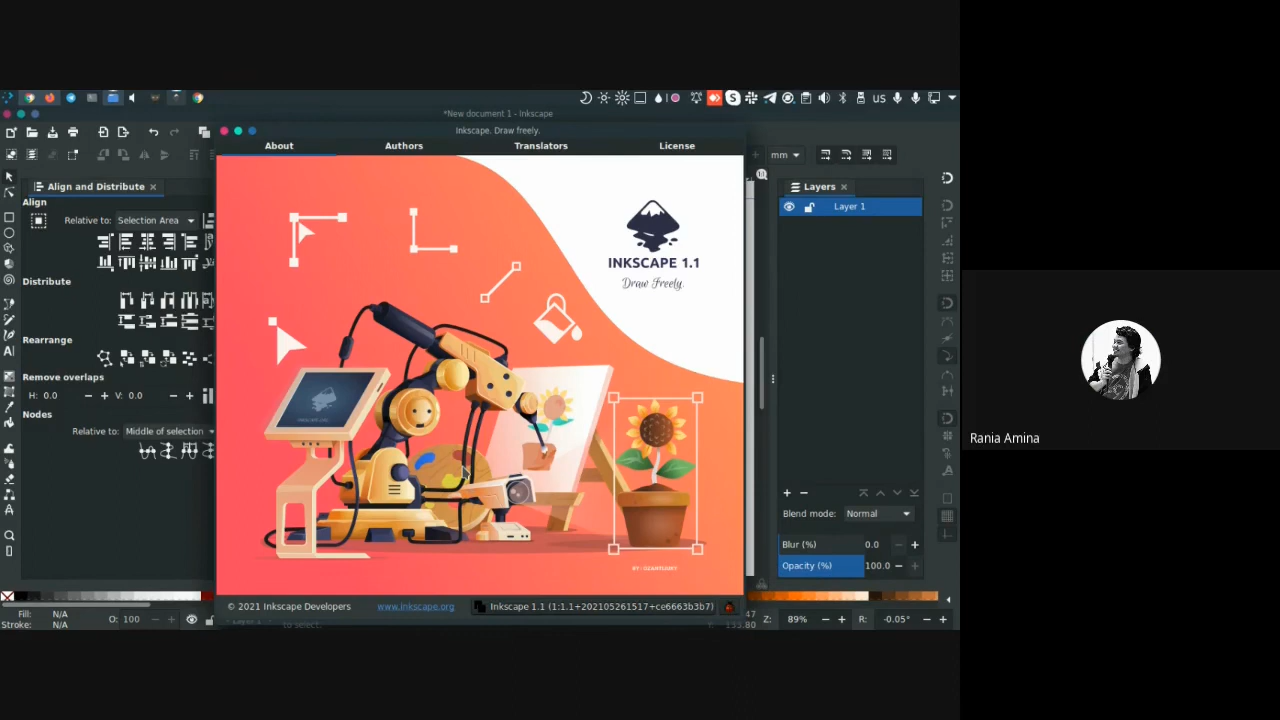 US
*New document 1 - Inkscape
Inkscape. Draw freely.
About Authors Translators License
mm
Align and Distribute
Align
Relative to: Selection Area
Distribute
Rearrange
Remove overlaps
H: 0.0 − + V: 0.0 − +
Nodes
Relative to: Middle of selection
INKSCAPE 1.1
Draw Freely.
Layers
Layer 1
+ −
Blend mode: Normal
Blur (%) 0.0 − +
Opacity (%) 100.0 − +
© 2021 Inkscape Developers www.inkscape.org Inkscape 1.1 (1:1.1+202105261517+ce6663b3b7)
Fill: N/A
Stroke: N/A
O: 100 − +
Z: 89% − + R: -0.05° − +
Rania Amina